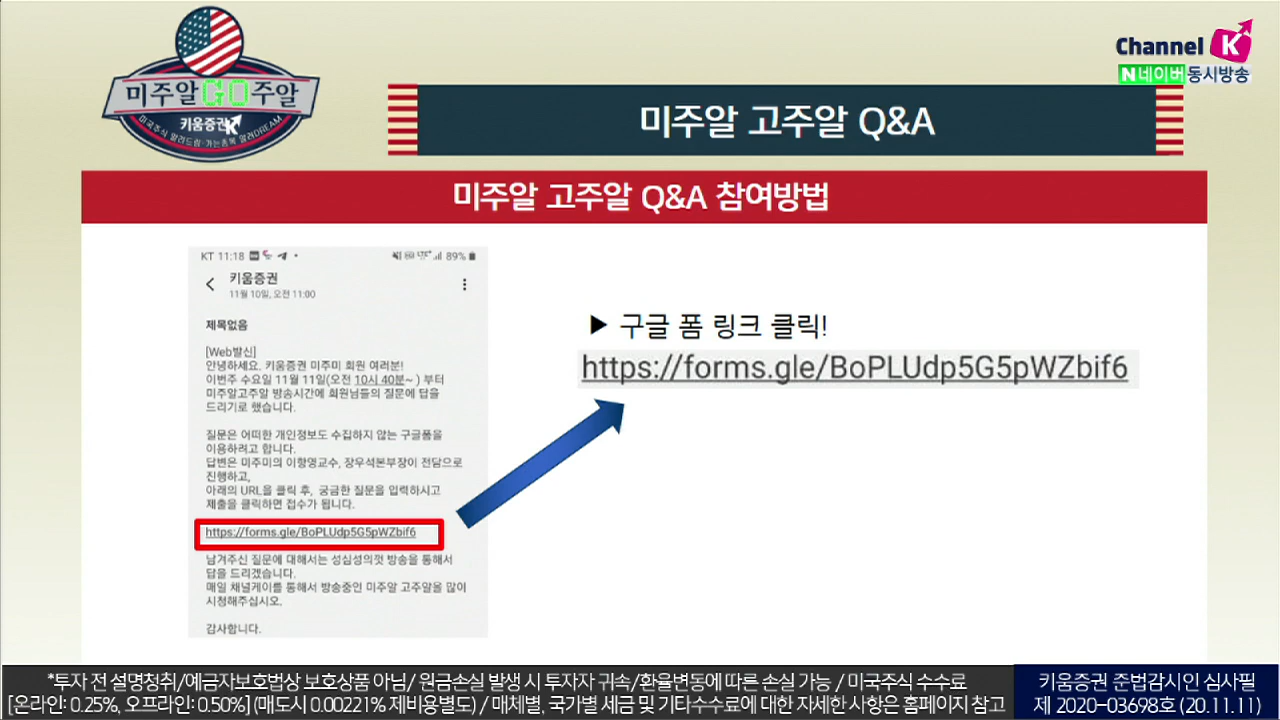 미주알GO주알
키움증권
미국주식 알려드림·가는종목 알려DREAM
Channel K
N네이버 동시방송
미주알 고주알 Q&A
미주알 고주알 Q&A 참여방법
KT 11:18
89%
키움증권
11월 10일, 오전 11:00
제목없음
[Web발신]
안녕하세요. 키움증권 미주미 회원 여러분!
이번주 수요일 11월 11일(오전 10시 40분~ ) 부터
미주알고주알 방송시간에 회원님들의 질문에 답을
드리기로 했습니다.
질문은 어떠한 개인정보도 수집하지 않는 구글폼을
이용하려고 합니다.
답변은 미주미의 이항영교수, 장우석본부장이 전담으로
진행하고,
아래의 URL을 클릭 후, 궁금한 질문을 입력하시고
제출을 클릭하면 접수가 됩니다.
https://forms.gle/BoPLUdp5G5pWZbif6
남겨주신 질문에 대해서는 성심성의껏 방송을 통해서
답을 드리겠습니다.
매일 채널케이를 통해서 방송중인 미주알 고주알을 많이
시청해주십시오.
감사합니다.
▶ 구글 폼 링크 클릭!
https://forms.gle/BoPLUdp5G5pWZbif6
*투자 전 설명청취/예금자보호법상 보호상품 아님/ 원금손실 발생 시 투자자 귀속/환율변동에 따른 손실 가능 / 미국주식 수수료
[온라인: 0.25%, 오프라인: 0.50%] (매도시 0.00221% 제비용별도) / 매체별, 국가별 세금 및 기타수수료에 대한 자세한 사항은 홈페이지 참고
키움증권 준법감시인 심사필
제 2020-03698호 (20.11.11)